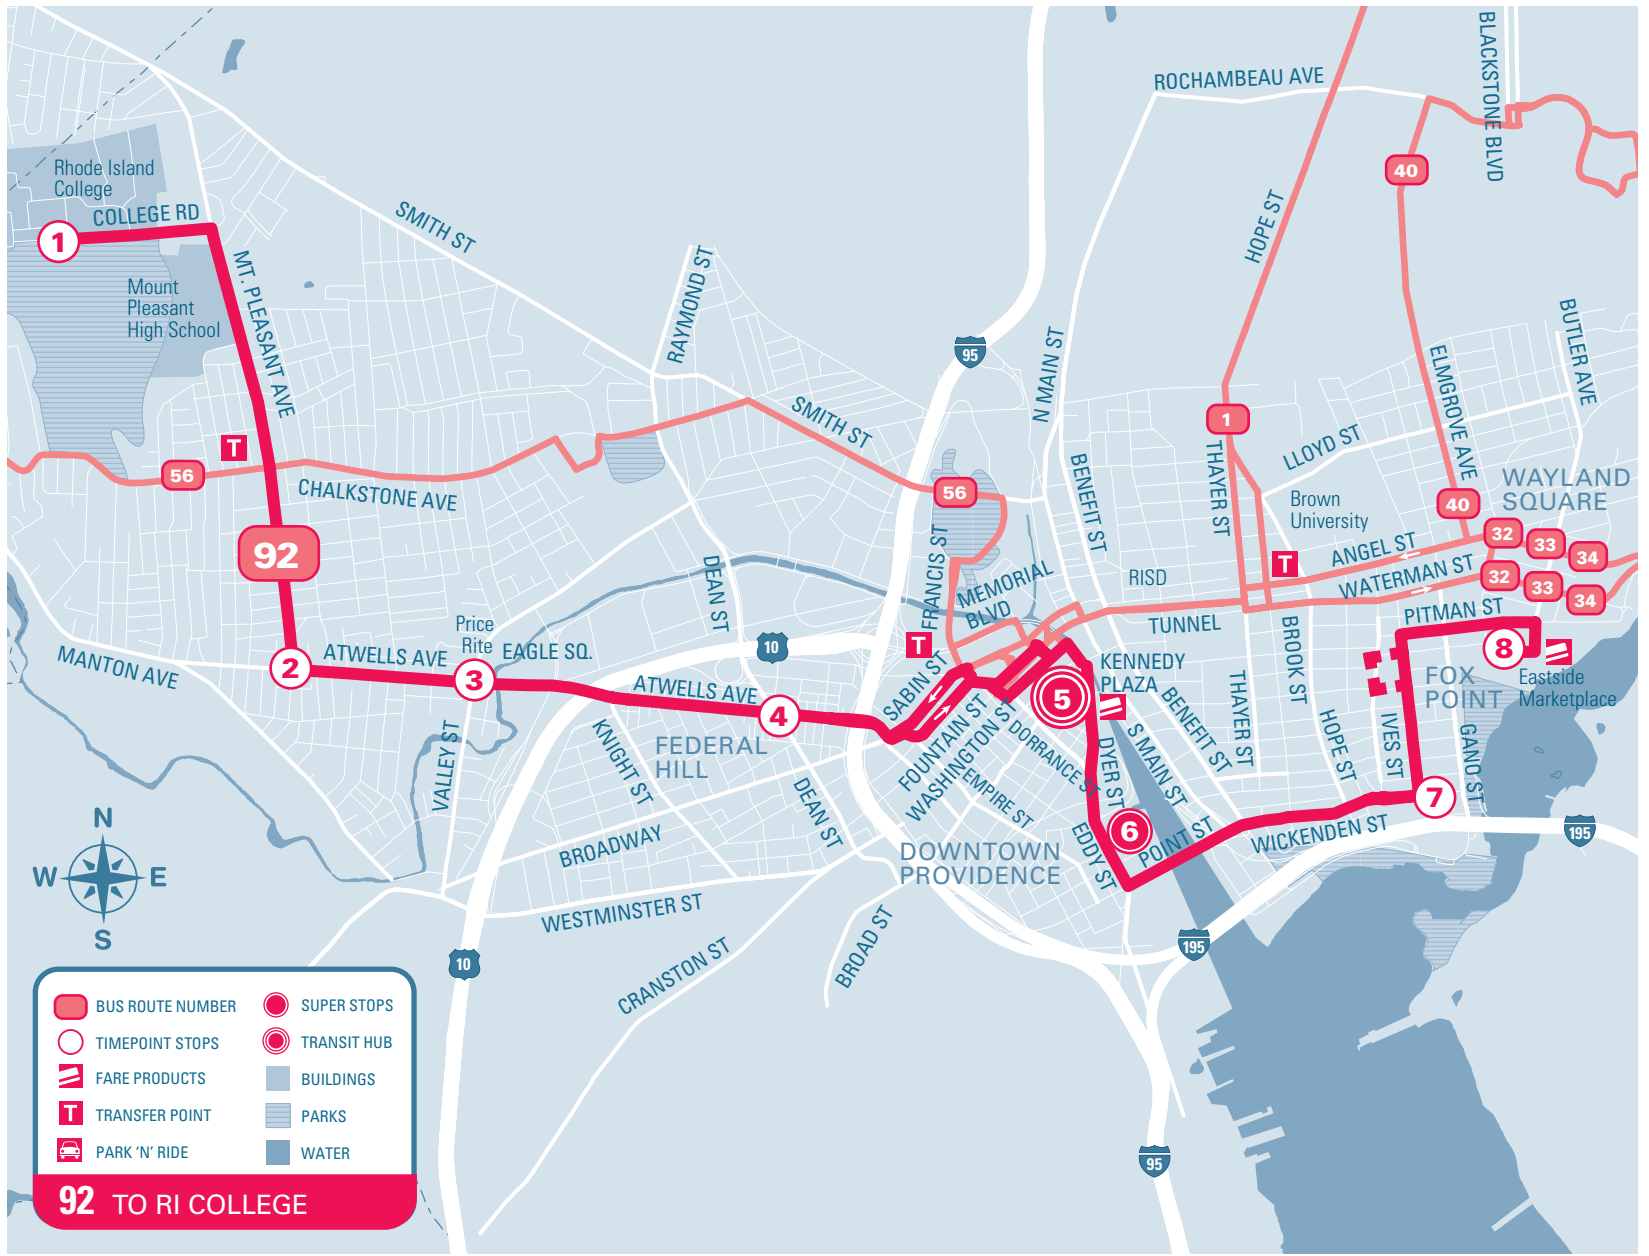 ROCHAMBEAU AVE
BLACKSTONE BLVD
Rhode Island
College
COLLEGE RD
1
40
SMITH ST
HOPE ST
MT. PLEASANT AVE
Mount
Pleasant
High School
RAYMOND ST
95
N MAIN ST
BUTLER AVE
ELMGROVE AVE
SMITH ST
1
T
56
CHALKSTONE AVE
56
THAYER ST
LLOYD ST
BENEFIT ST
WAYLAND
SQUARE
40
Brown
University
92
DEAN ST
FRANCIS ST
MEMORIAL
BLVD
RISD
T
ANGEL ST
WATERMAN ST
32
33
34
32
33
34
PITMAN ST
TUNNEL
BROOK ST
Price
Rite
EAGLE SQ.
10
T
MANTON AVE
2
ATWELLS AVE
3
ATWELLS AVE
4
SABIN ST
5
KENNEDY
PLAZA
8
Eastside
Marketplace
FOX
POINT
FEDERAL
HILL
KNIGHT ST
VALLEY ST
FOUNTAIN ST
WASHINGTON ST
DORRANCE ST
EMPIRE ST
DYER ST
S MAIN ST
BENEFIT ST
THAYER ST
HOPE ST
IVES ST
GANO ST
7
DEAN ST
BROADWAY
DOWNTOWN
PROVIDENCE
EDDY ST
6
POINT ST
WICKENDEN ST
195
N
W
E
S
WESTMINSTER ST
BROAD ST
CRANSTON ST
10
195
95
BUS ROUTE NUMBER
SUPER STOPS
TIMEPOINT STOPS
TRANSIT HUB
FARE PRODUCTS
BUILDINGS
T
TRANSFER POINT
PARKS
PARK ‘N’ RIDE
WATER
92 TO RI COLLEGE